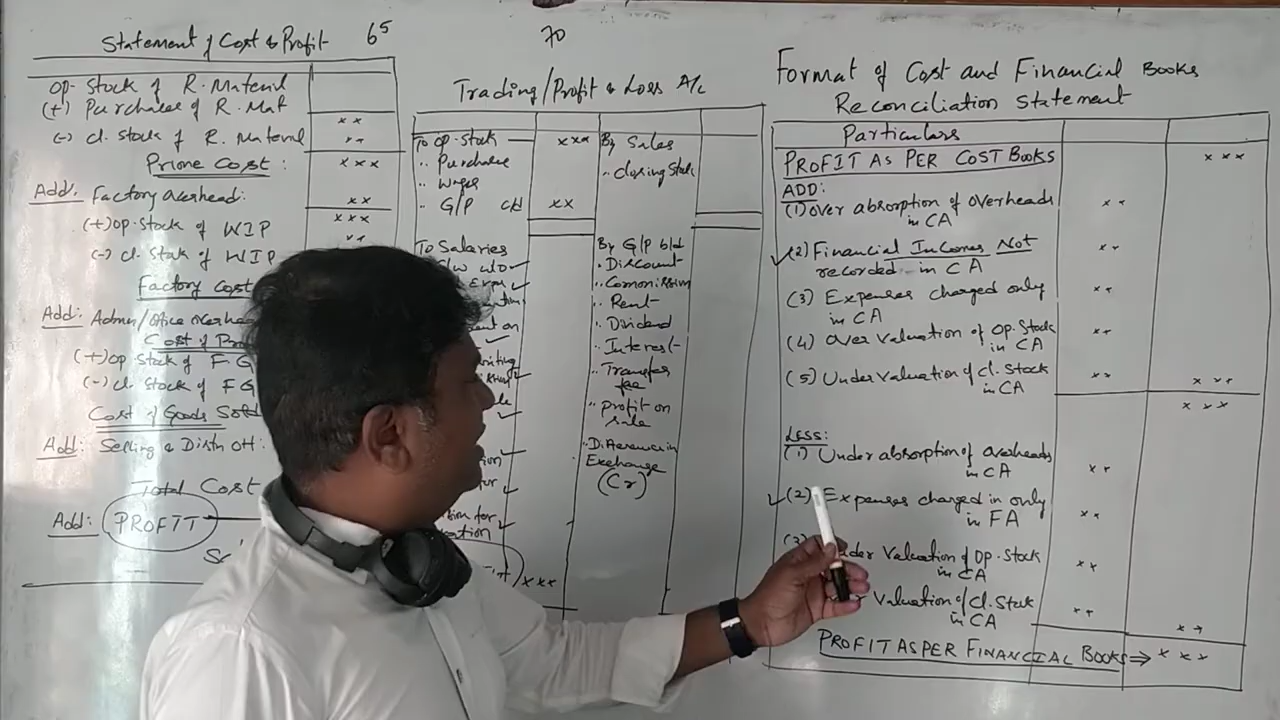 Statement of Cost & Profit 65
Op. Stock of R. Material
(+) Purchase of R. Mat
(-) Cl. Stock of R. Material
x x
Prime Cost: x x x
Add. Factory overhead: x x
x x x
(+) Op. Stock of WIP
(-) Cl. Stock of WIP
Factory Cost
Add: Admin/office
(+) Op Stock of FG
(-) Cl. Stock of FG
Cost of Goods Sold
Add: Selling & Distn OH:
Total Cost
Add: PROFIT
70
Trading/Profit & Loss A/c
To Op. Stock x x x By Sales
" Purchase " Closing Stock
" Wages
" G/P c/d x x
To Salaries By G/P b/d
" Discount
" Commission
" Rent
" Dividend
" Interest
" Transfer
fee
" Profit on
Sale
" Difference in
Exchange
(Cr)
x x x
Format of Cost and Financial Books
Reconciliation Statement
Particulars
PROFIT AS PER COST BOOKS x x x
ADD:
(1) Over absorption of overheads x x
in CA
(2) Financial Incomes Not x x
recorded in CA
(3) Expenses charged only x x
in CA
(4) Over Valuation of Op. Stock x x
in CA
(5) Under Valuation of Cl. Stock x x x x x
in CA
x x x
LESS:
(1) Under absorption of overheads x x
in CA
(2) Expenses charged in only x x
in FA
Valuation of Op. Stock x x
in CA
Valuation of Cl. Stock x x
in CA
x x
PROFIT AS PER FINANCIAL BOOKS ⇒ x x x